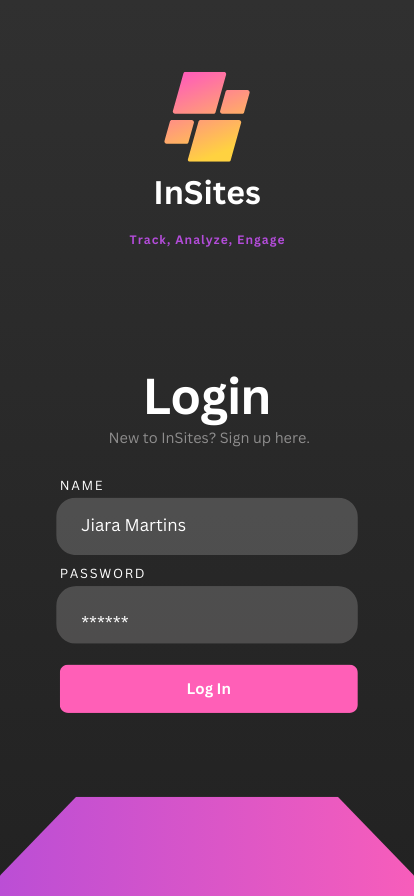 InSites
Track, Analyze, Engage
Login
New to InSites? Sign up here.
NAME
Jiara Martins
PASSWORD
******
Log In